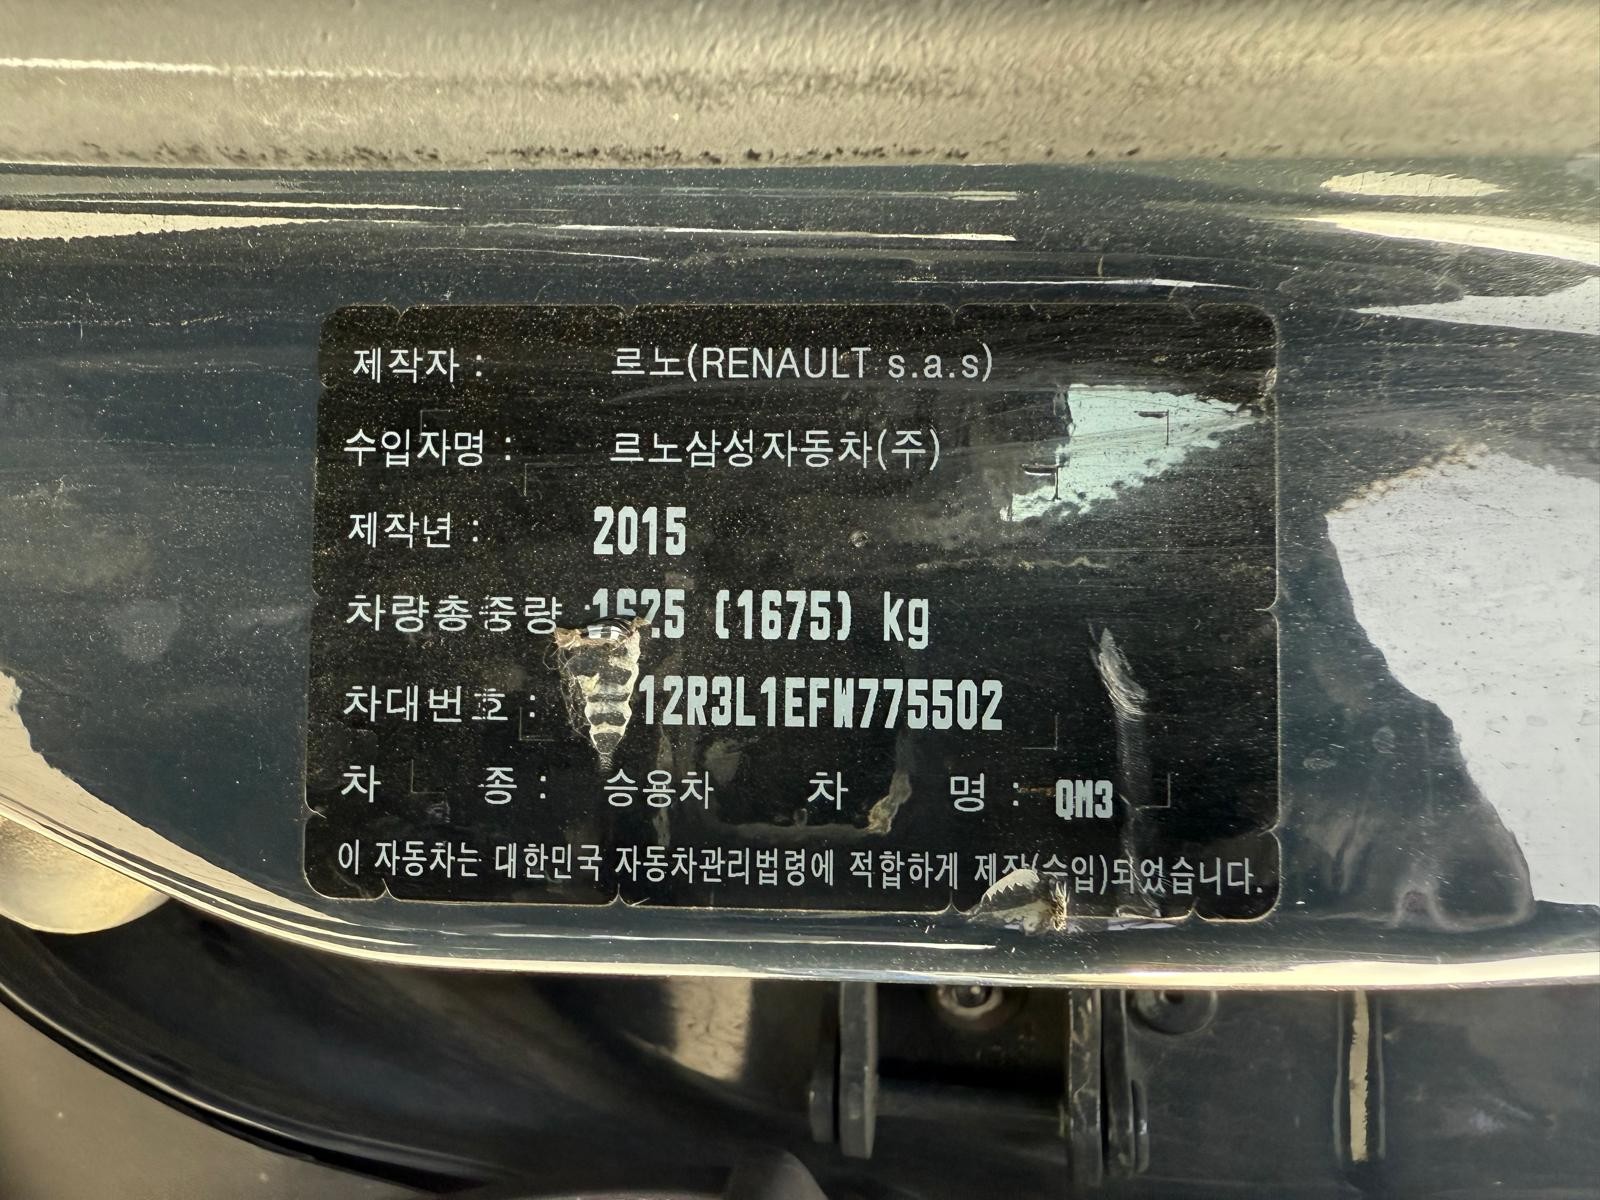 제작자 : 르노(RENAULT s.a.s)
수입자명 : 르노삼성자동차(주)
제작년 : 2015
차량총중량 : 1625 (1675) kg
차대번호 :
차 종 : 승용차 차 명 : QM3
이 자동차는 대한민국 자동차관리법령에 적합하게 제작(수입)되었습니다.